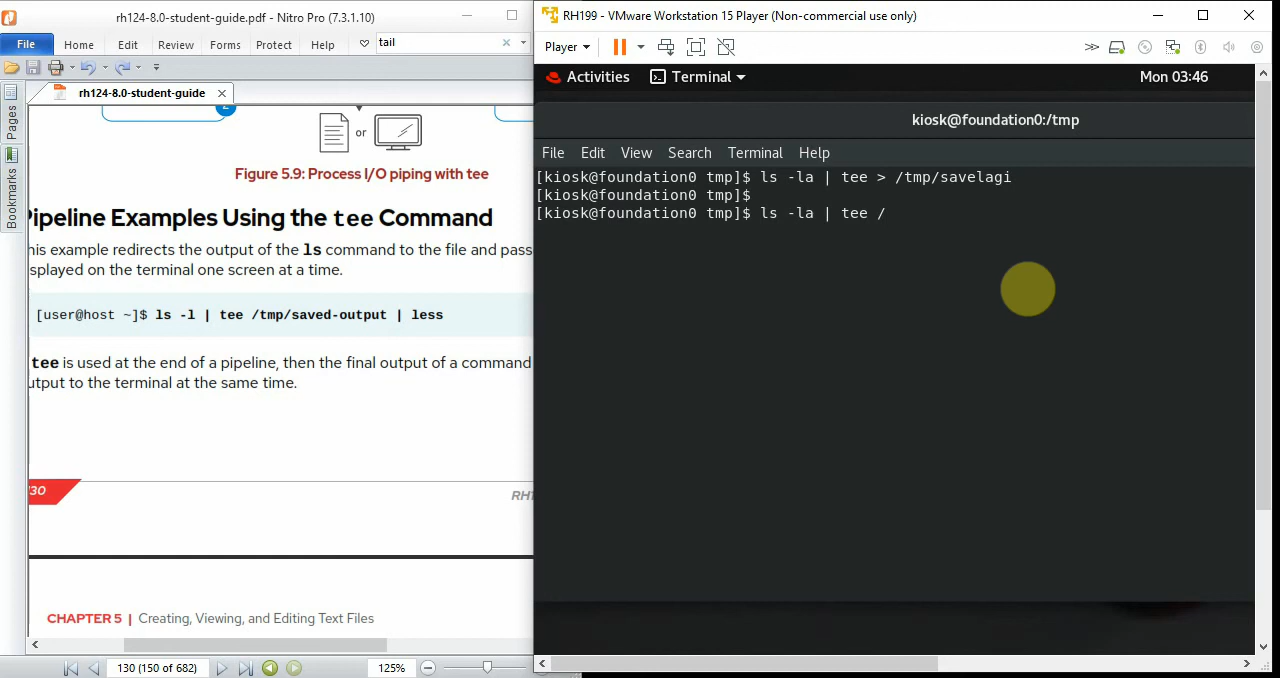 rh124-8.0-student-guide.pdf - Nitro Pro (7.3.1.10)
File Home Edit Review Forms Protect Help tail
rh124-8.0-student-guide
Pages
Bookmarks
2
or
Figure 5.9: Process I/O piping with tee
Pipeline Examples Using the tee Command
his example redirects the output of the ls command to the file and pass
splayed on the terminal one screen at a time.
[user@host ~]$ ls -l | tee /tmp/saved-output | less
tee is used at the end of a pipeline, then the final output of a command
utput to the terminal at the same time.
130
RH1
CHAPTER 5 | Creating, Viewing, and Editing Text Files
130 (150 of 682) 125%
RH199 - VMware Workstation 15 Player (Non-commercial use only)
Player
Activities Terminal Mon 03:46
kiosk@foundation0:/tmp
File Edit View Search Terminal Help
[kiosk@foundation0 tmp]$ ls -la | tee > /tmp/savelagi
[kiosk@foundation0 tmp]$
[kiosk@foundation0 tmp]$ ls -la | tee /